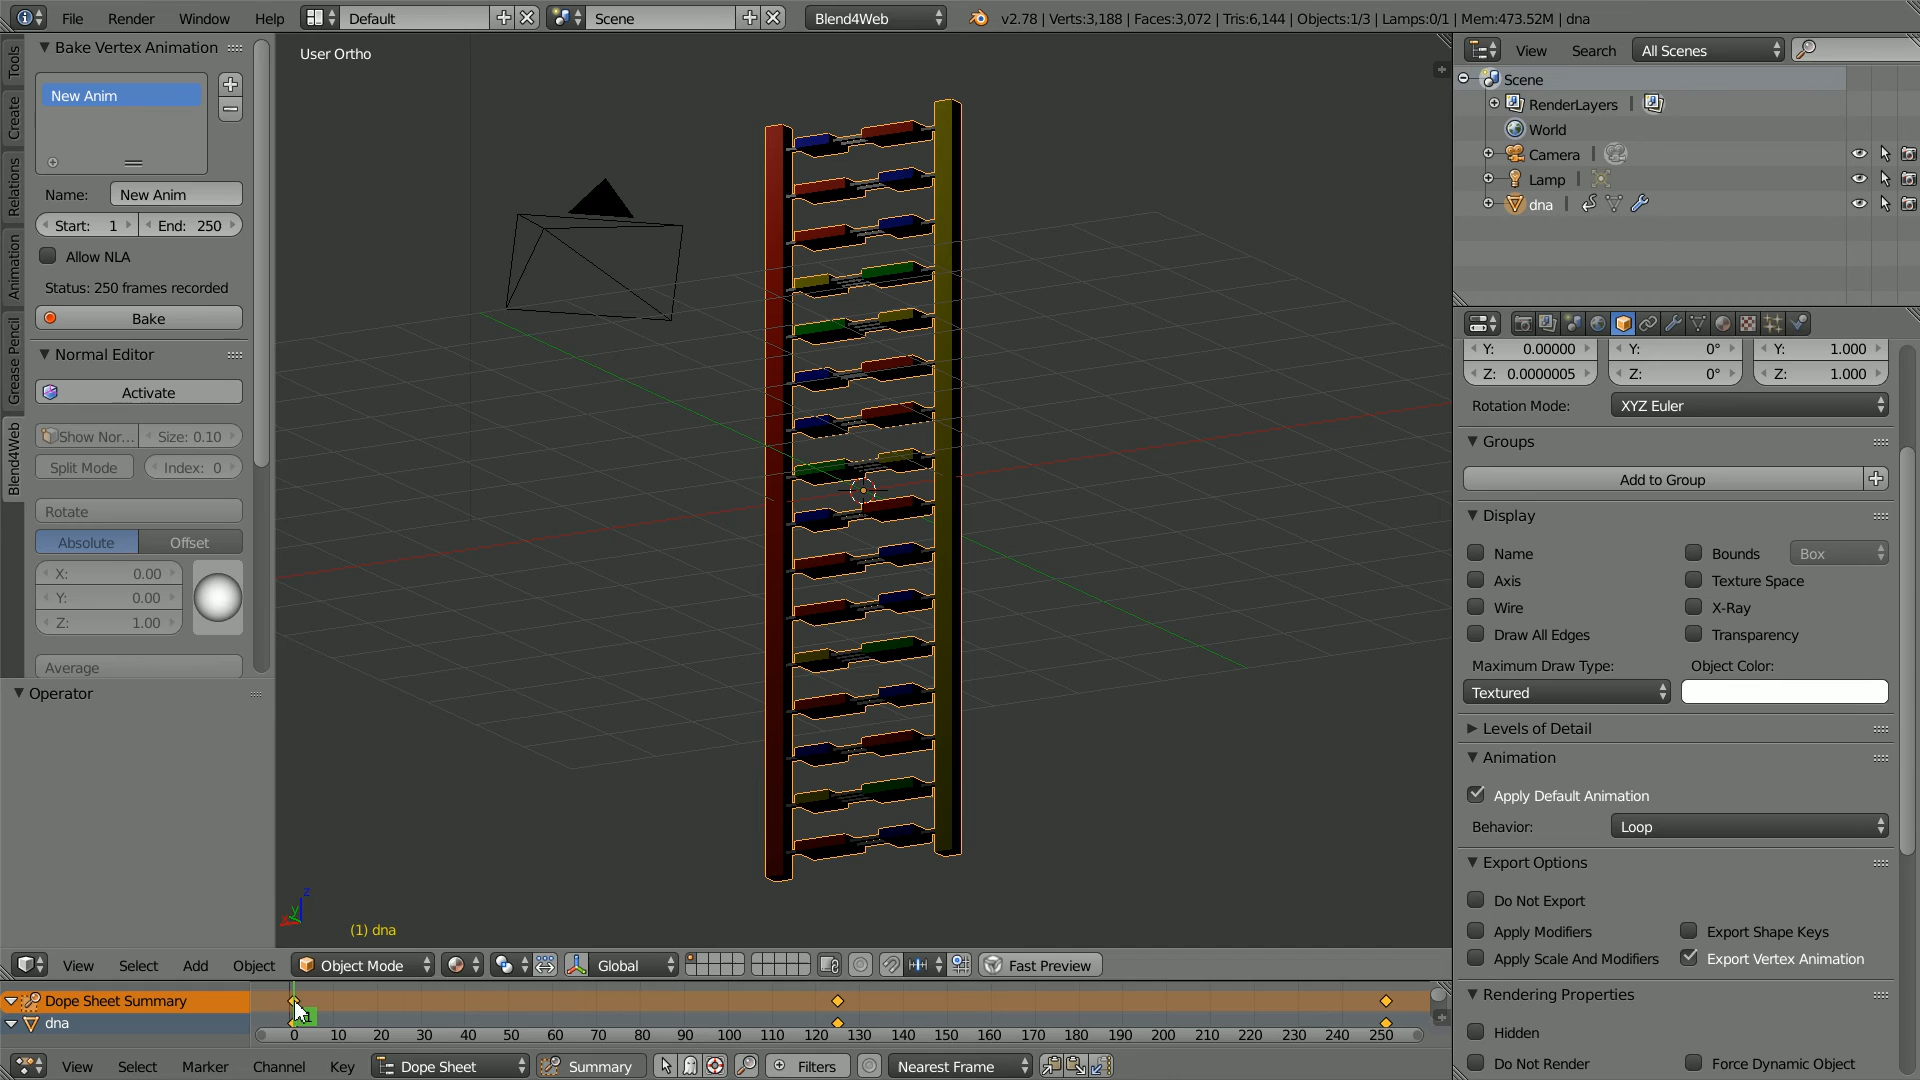 File Render Window Help Default Scene Blend4Web v2.78 | Verts:3,188 | Faces:3,072 | Tris:6,144 | Objects:1/3 | Lamps:0/1 | Mem:473.52M | dna
Tools
Create
Relations
Animation
Grease Pencil
Blend4Web
Bake Vertex Animation
New Anim
Name: New Anim
Start: 1 End: 250
Allow NLA
Status: 250 frames recorded
Bake
Normal Editor
Activate
Show Nor... Size: 0.10
Split Mode Index: 0
Rotate
Absolute Offset
X: 0.00
Y: 0.00
Z: 1.00
Average
Operator
User Ortho
z
y
x
(1) dna
View Select Add Object Object Mode Global Fast Preview
Dope Sheet Summary
dna
1
0 10 20 30 40 50 60 70 80 90 100 110 120 130 140 150 160 170 180 190 200 210 220 230 240 250
View Select Marker Channel Key Dope Sheet Summary Filters Nearest Frame
View Search All Scenes
Scene
RenderLayers |
World
Camera |
Lamp |
dna |
Y: 0.00000 Y: 0° Y: 1.000
Z: 0.0000005 Z: 0° Z: 1.000
Rotation Mode: XYZ Euler
Groups
Add to Group
Display
Name Bounds Box
Axis Texture Space
Wire X-Ray
Draw All Edges Transparency
Maximum Draw Type: Object Color:
Textured
Levels of Detail
Animation
Apply Default Animation
Behavior: Loop
Export Options
Do Not Export
Apply Modifiers Export Shape Keys
Apply Scale And Modifiers Export Vertex Animation
Rendering Properties
Hidden
Do Not Render Force Dynamic Object